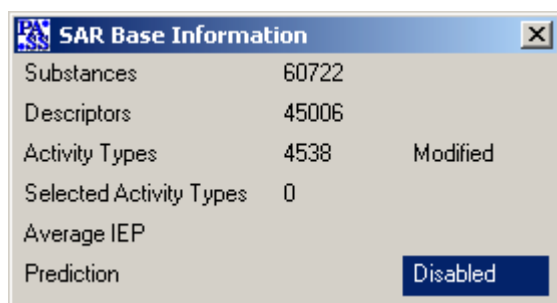 PASS SAR Base Information
Substances 60722
Descriptors 45006
Activity Types 4538 Modified
Selected Activity Types 0
Average IEP
Prediction Disabled